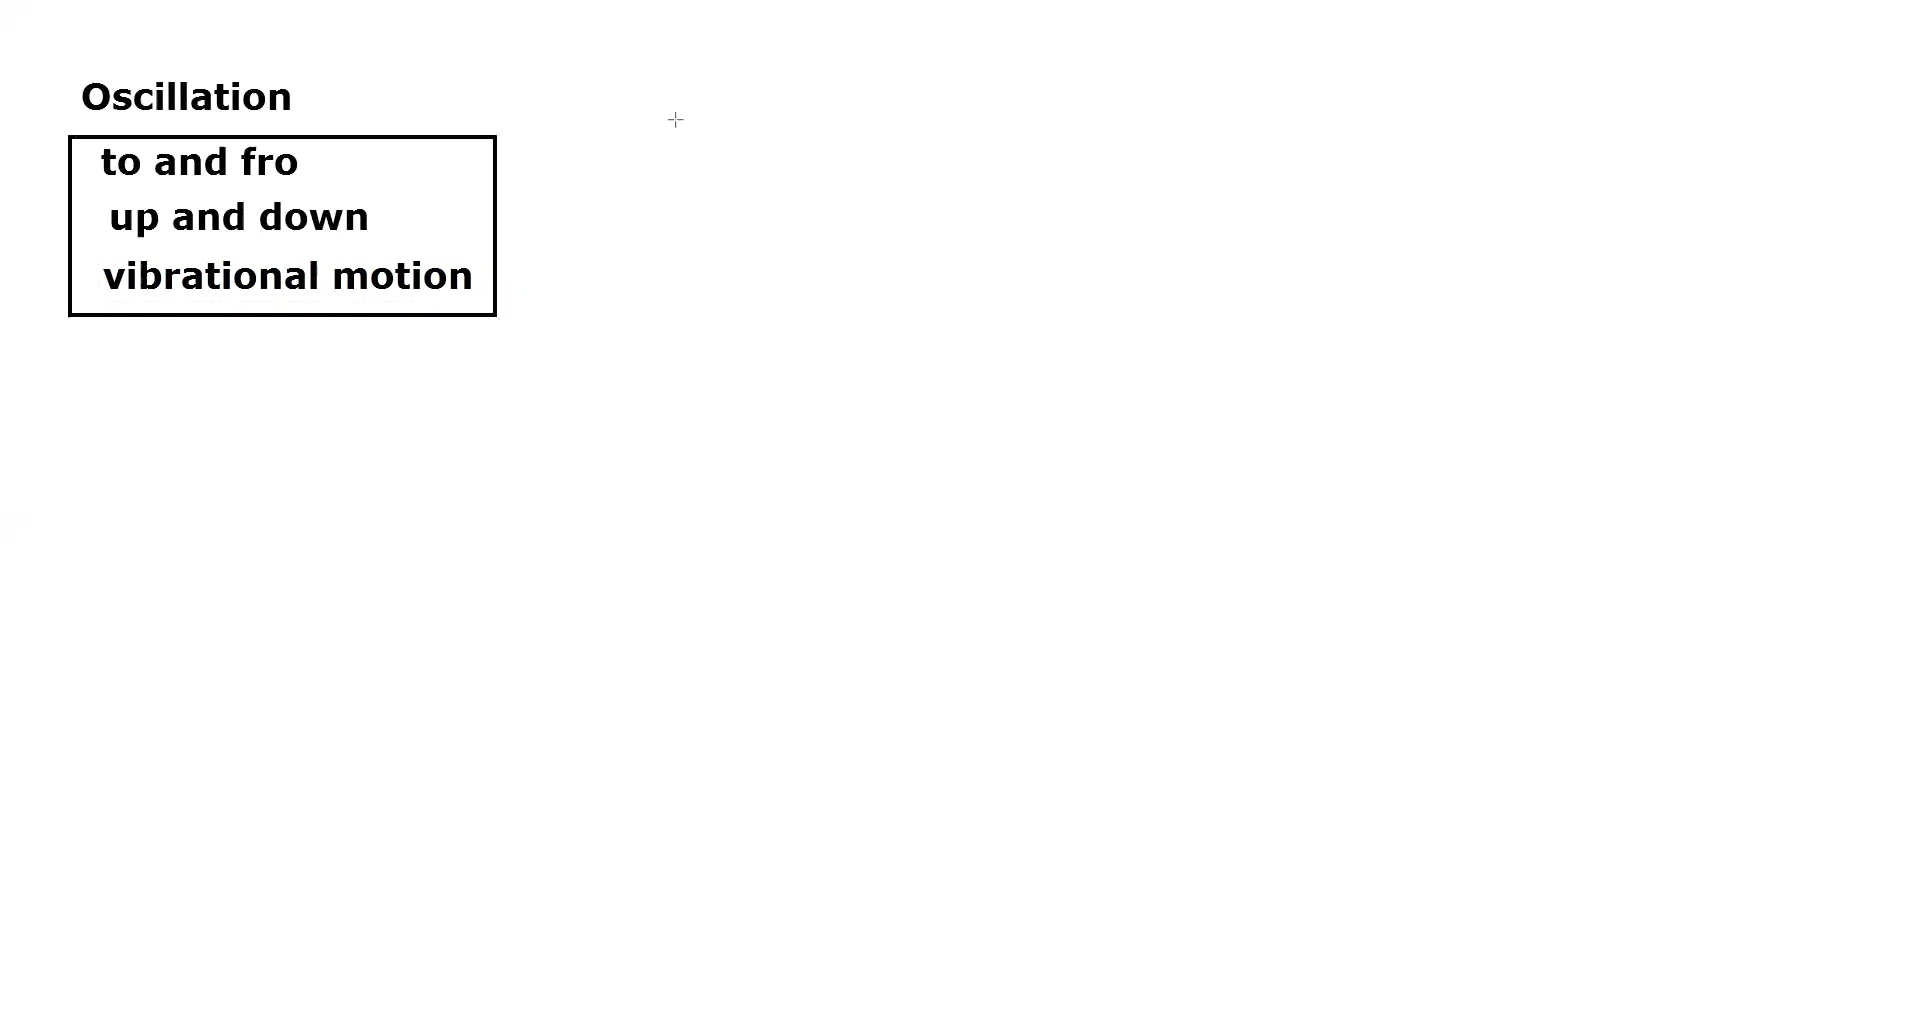 Oscillation
to and fro
up and down
vibrational motion